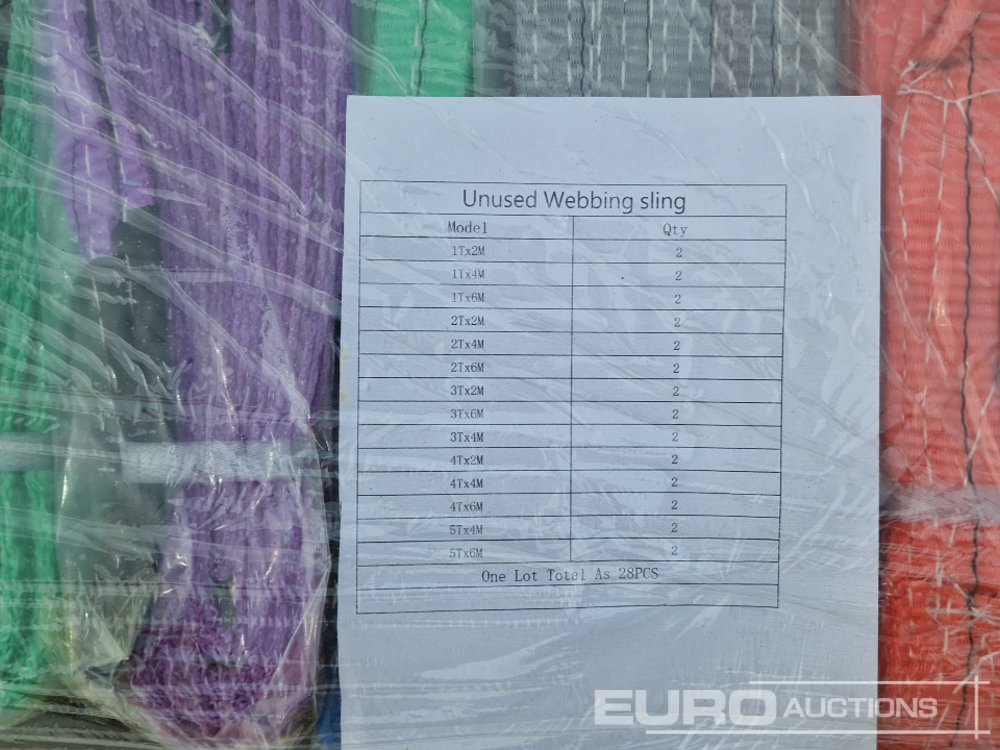 Unused Webbing sling
Model Qty
1Tx2M 2
1Tx4M 2
1Tx6M 2
2Tx2M 2
2Tx4M 2
2Tx6M 2
3Tx2M 2
3Tx6M 2
3Tx4M 2
4Tx2M 2
4Tx4M 2
4Tx6M 2
5Tx4M 2
5Tx6M 2
One Lot Total As 28PCS
EURO AUCTIONS